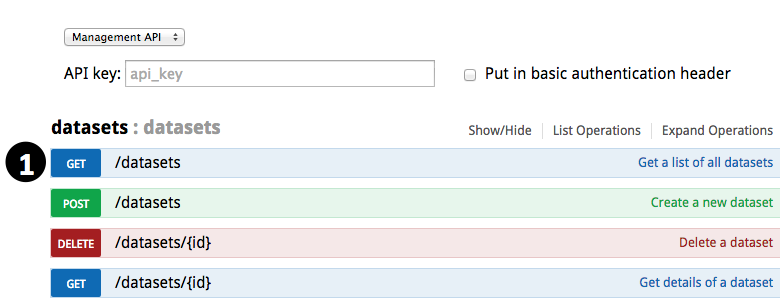 Management API
API key: api_key Put in basic authentication header
datasets : datasets Show/Hide List Operations Expand Operations
1 GET /datasets Get a list of all datasets
POST /datasets Create a new dataset
DELETE /datasets/{id} Delete a dataset
GET /datasets/{id} Get details of a dataset